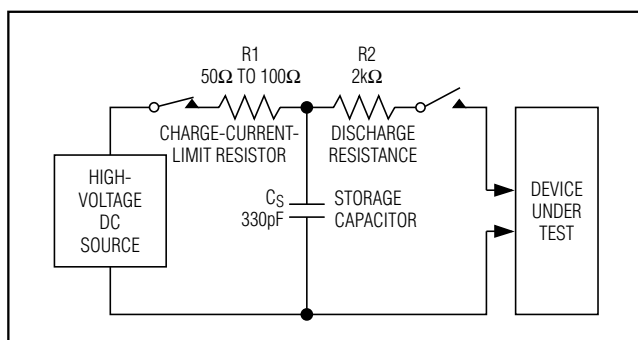 R1
50Ω TO 100Ω
CHARGE-CURRENT-
LIMIT RESISTOR
R2
2kΩ
DISCHARGE
RESISTANCE
HIGH-
VOLTAGE
DC
SOURCE
CS
330pF
STORAGE
CAPACITOR
DEVICE
UNDER
TEST